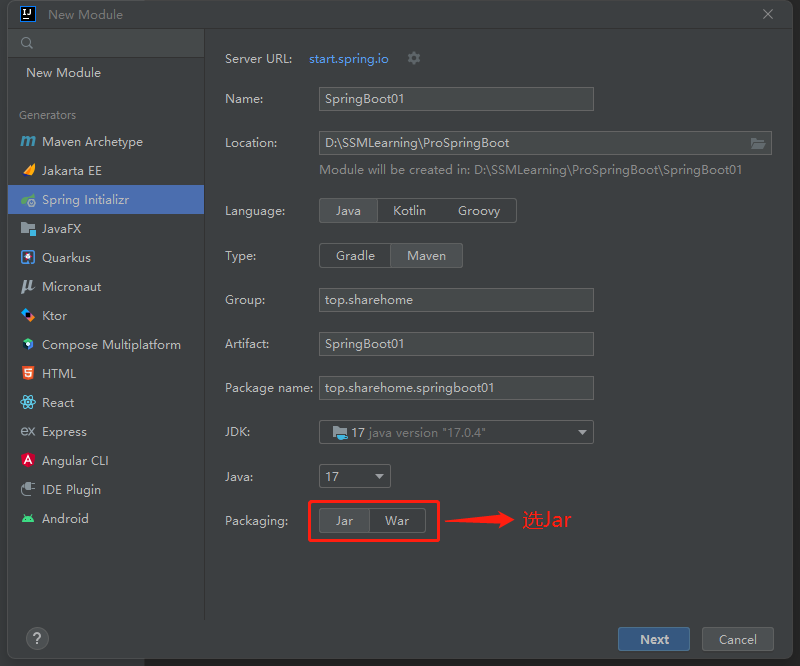 New Module
New Module
Generators
Maven Archetype
Jakarta EE
Spring Initializr
JavaFX
Quarkus
Micronaut
Ktor
Compose Multiplatform
HTML
React
Express
Angular CLI
IDE Plugin
Android
Server URL: start.spring.io
Name: SpringBoot01
Location: D:\SSMLearning\ProSpringBoot
Module will be created in: D:\SSMLearning\ProSpringBoot\SpringBoot01
Language: Java Kotlin Groovy
Type: Gradle Maven
Group: top.sharehome
Artifact: SpringBoot01
Package name: top.sharehome.springboot01
JDK: 17 java version "17.0.4"
Java: 17
Packaging: Jar War 选Jar
? Next Cancel